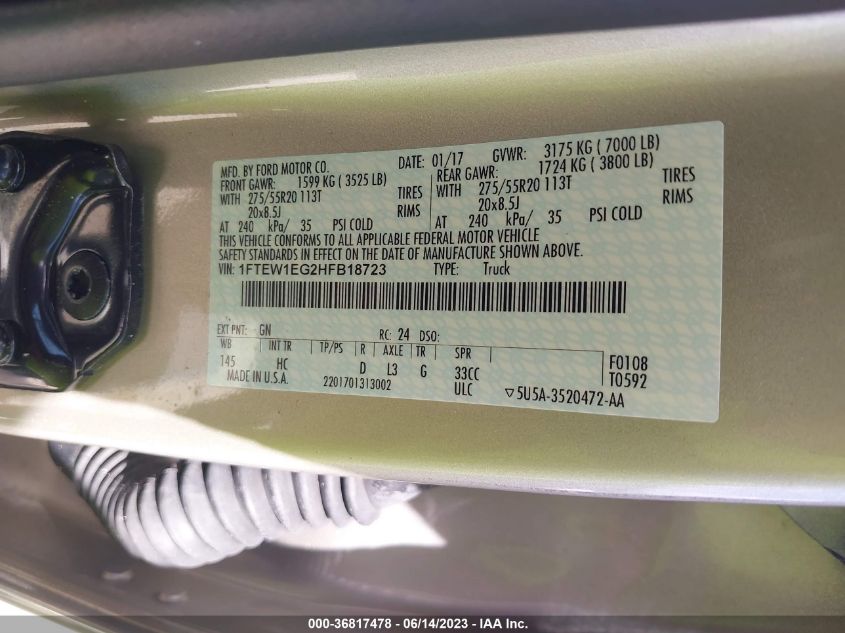 MFD. BY FORD MOTOR CO. DATE: 01/17 GVWR: 3175 KG ( 7000 LB)
FRONT GAWR: 1599 KG ( 3525 LB) REAR GAWR: 1724 KG ( 3800 LB)
WITH 275/55R20 113T TIRES WITH 275/55R20 113T TIRES
20x8.5J RIMS 20x8.5J RIMS
AT 240 kPa/ 35 PSI COLD AT 240 kPa/ 35 PSI COLD
THIS VEHICLE CONFORMS TO ALL APPLICABLE FEDERAL MOTOR VEHICLE
SAFETY STANDARDS IN EFFECT ON THE DATE OF MANUFACTURE SHOWN ABOVE.
VIN: 1FTEW1EG2HFB18723 TYPE: Truck
EXT PNT: GN RC: 24 DSO:
WB INT TR TP/PS R AXLE TR SPR F0108
145 HC D L3 G 33CC T0592
MADE IN U.S.A. 2201701313002 ULC ▽5U5A-3520472-AA
000-36817478 - 06/14/2023 - IAA Inc.